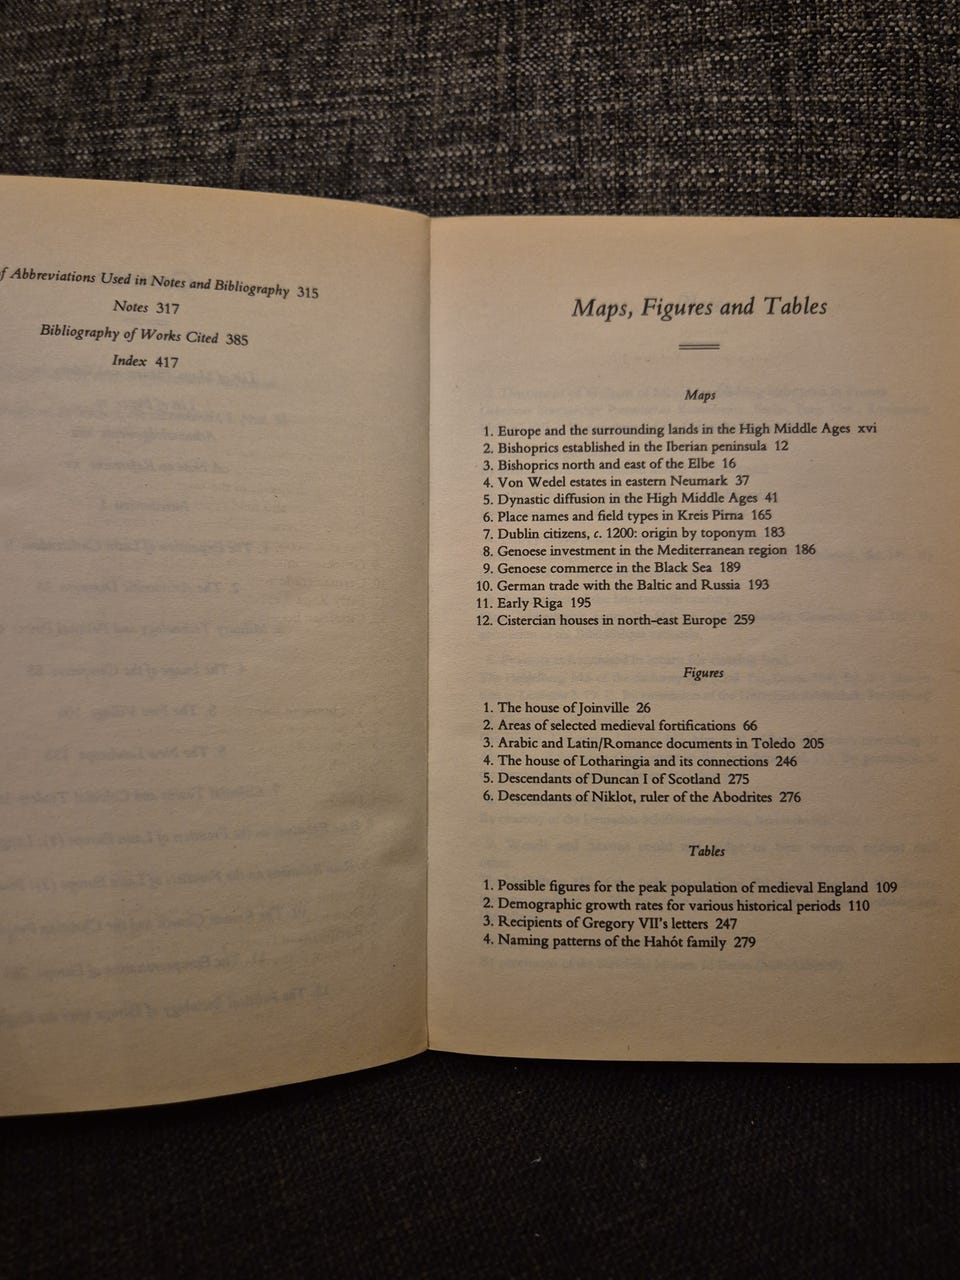 f Abbreviations Used in Notes and Bibliography 315
Notes 317
Bibliography of Works Cited 385
Index 417
Maps, Figures and Tables
Maps
1. Europe and the surrounding lands in the High Middle Ages xvi
2. Bishoprics established in the Iberian peninsula 12
3. Bishoprics north and east of the Elbe 16
4. Von Wedel estates in eastern Neumark 37
5. Dynastic diffusion in the High Middle Ages 41
6. Place names and field types in Kreis Pirna 165
7. Dublin citizens, c. 1200: origin by toponym 183
8. Genoese investment in the Mediterranean region 186
9. Genoese commerce in the Black Sea 189
10. German trade with the Baltic and Russia 193
11. Early Riga 195
12. Cistercian houses in north-east Europe 259
Figures
1. The house of Joinville 26
2. Areas of selected medieval fortifications 66
3. Arabic and Latin/Romance documents in Toledo 205
4. The house of Lotharingia and its connections 246
5. Descendants of Duncan I of Scotland 275
6. Descendants of Niklot, ruler of the Abodrites 276
Tables
1. Possible figures for the peak population of medieval England 109
2. Demographic growth rates for various historical periods 110
3. Recipients of Gregory VII's letters 247
4. Naming patterns of the Hahót family 279